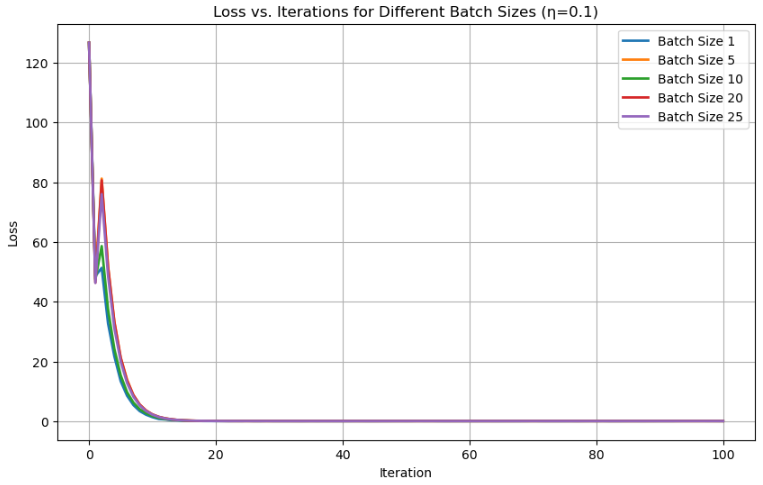 Loss vs. Iterations for Different Batch Sizes (η=0.1)
Batch Size 1
Batch Size 5
Batch Size 10
Batch Size 20
Batch Size 25
Loss
120
100
80
60
40
20
0
0 20 40 60 80 100
Iteration